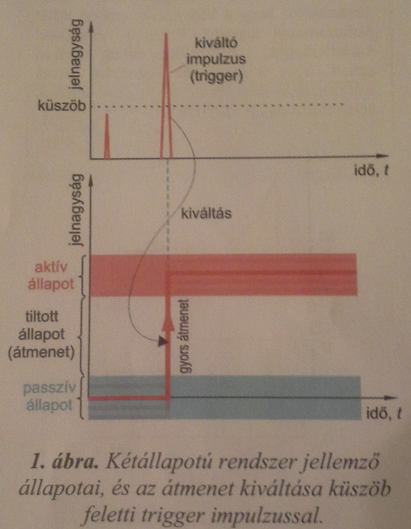 jelnagyság
kiváltó
impulzus
(trigger)
küszöb
idő, t
jelnagyság
kiváltás
aktív
állapot
tiltott
állapot
(átmenet)
gyors átmenet
passzív
állapot
idő, t
1. ábra. Kétállapotú rendszer jellemző
állapotai, és az átmenet kiváltása küszöb
feletti trigger impulzussal.